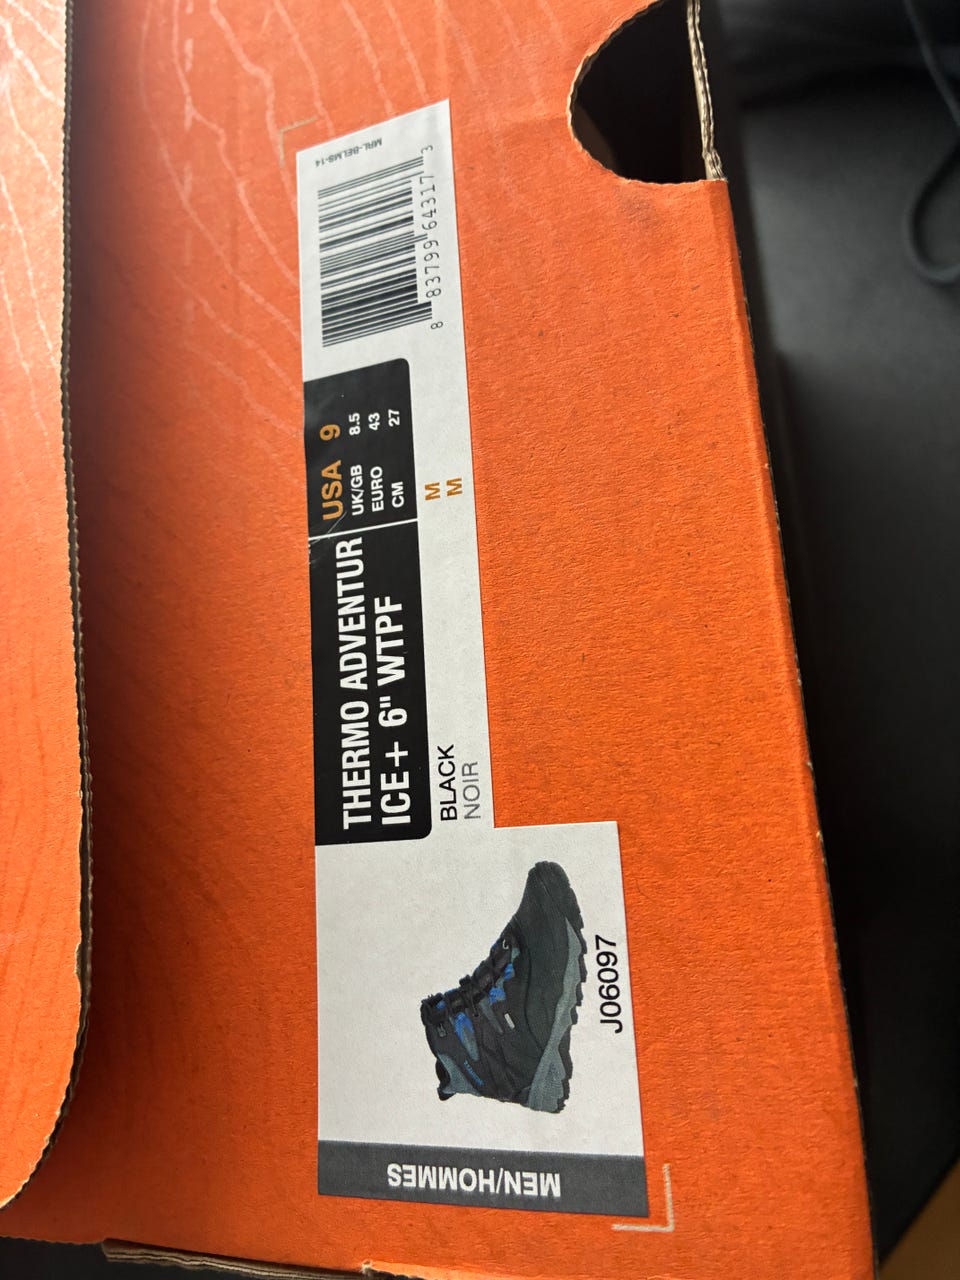 MEN/HOMMES
J06097
THERMO ADVENTUR
ICE+ 6" WTPF
BLACK
NOIR
USA 9
UK/GB 8.5
EURO 43
CM 27
M
M
8 83799 64317 3
MRL-BELMS-14